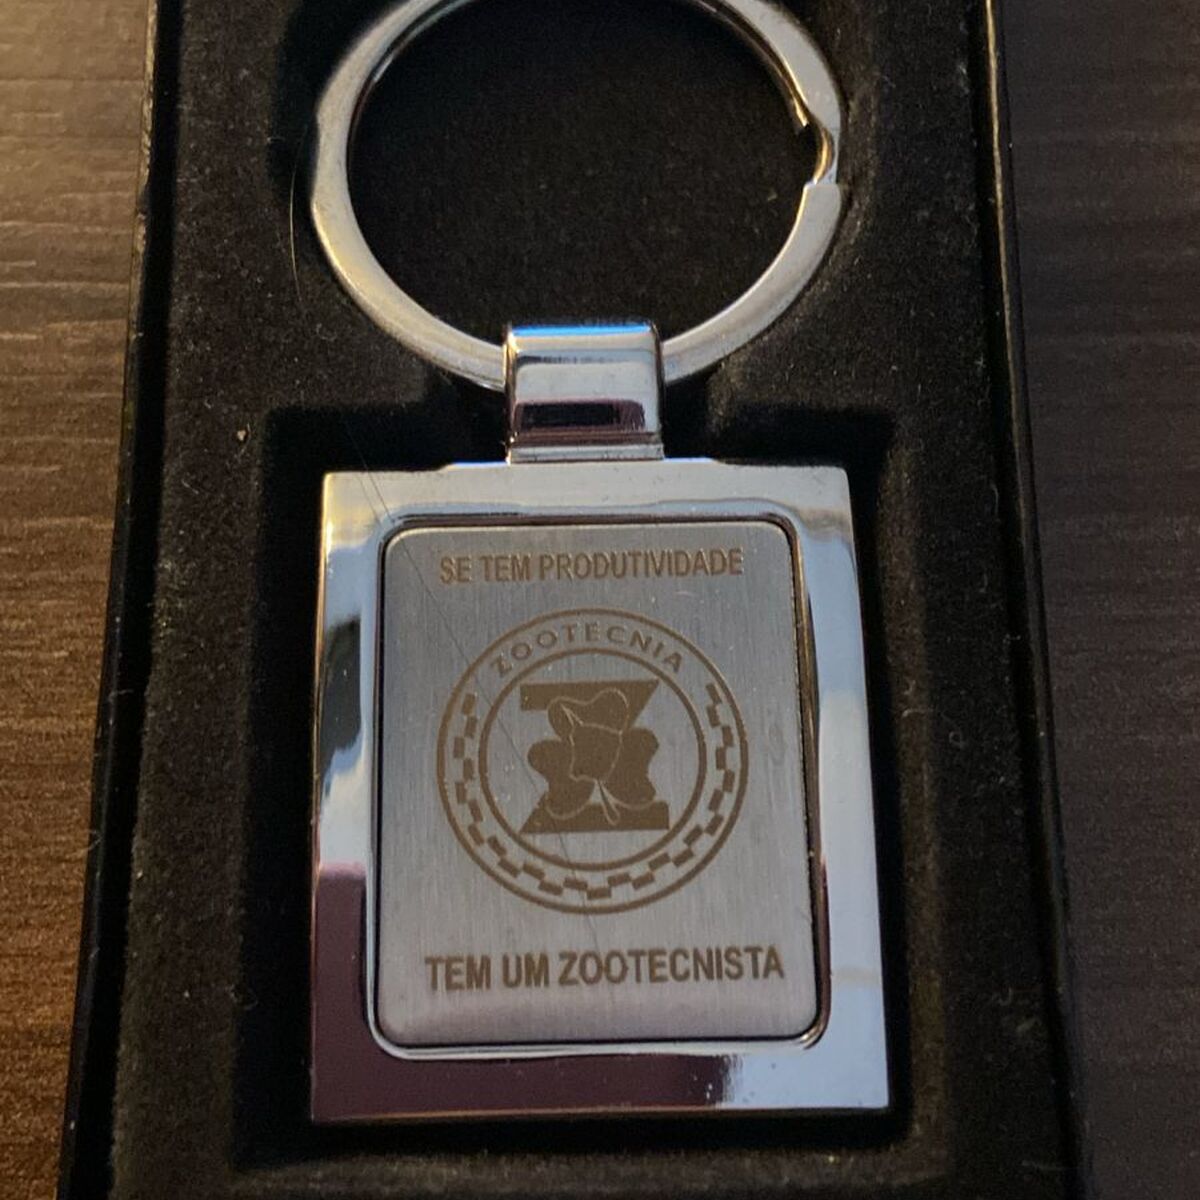 SE TEM PRODUTIVIDADE
ZOOTECNIA
Z
TEM UM ZOOTECNISTA